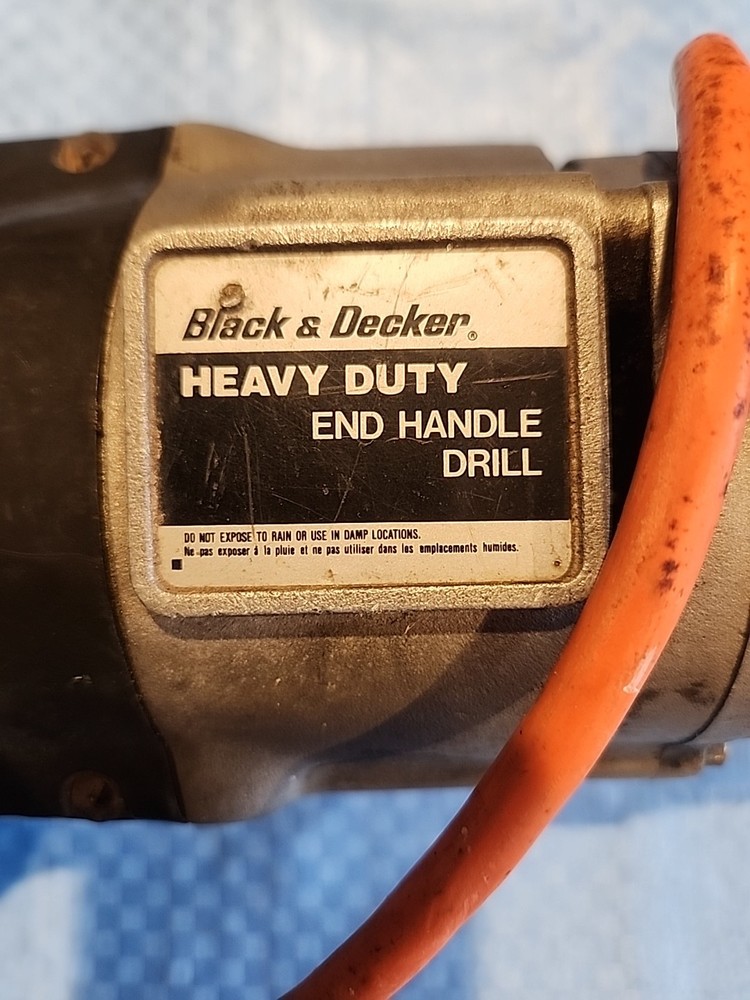 Black & Decker®
HEAVY DUTY
END HANDLE
DRILL
DO NOT EXPOSE TO RAIN OR USE IN DAMP LOCATIONS.
Ne pas exposer à la pluie et ne pas utiliser dans les emplacements humides.